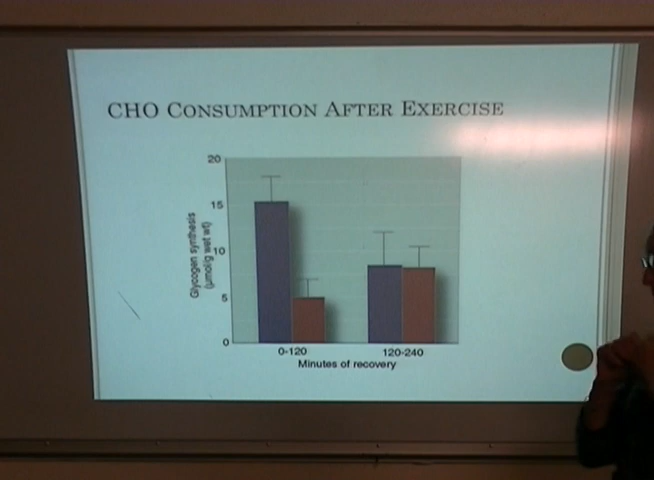 CHO CONSUMPTION AFTER EXERCISE
20
15
10
5
0
Glycogen synthesis
(µmol/g wet wt)
0-120
120-240
Minutes of recovery